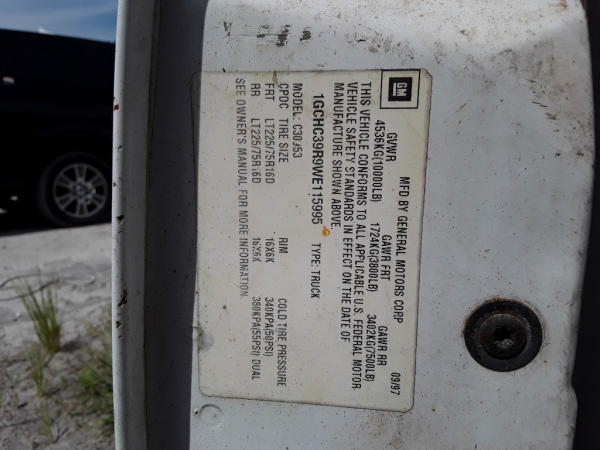 GM
MFD BY GENERAL MOTORS CORP 09/97
GVWR GAWR FRT GAWR RR
4536KG(10000LB) 1724KG(3800LB) 3402KG(7500LB)
THIS VEHICLE CONFORMS TO ALL APPLICABLE U.S. FEDERAL MOTOR
VEHICLE SAFETY STANDARDS IN EFFECT ON THE DATE OF
MANUFACTURE SHOWN ABOVE.
1GCHC39R9WE115995 TYPE: TRUCK
MODEL: C30953
CPDC TIRE SIZE RIM COLD TIRE PRESSURE
FRT LT225/75R16D 16X6K 340KPA(50PSI)
RR LT225/75R16D 16X6K 380KPA(55PSI) DUAL
SEE OWNER'S MANUAL FOR MORE INFORMATION.